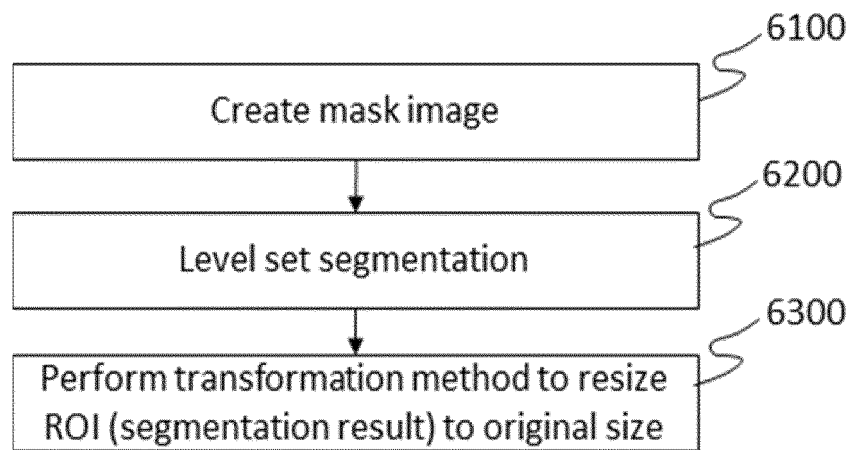 6100
Create mask image
6200
Level set segmentation
6300
Perform transformation method to resize
ROI (segmentation result) to original size